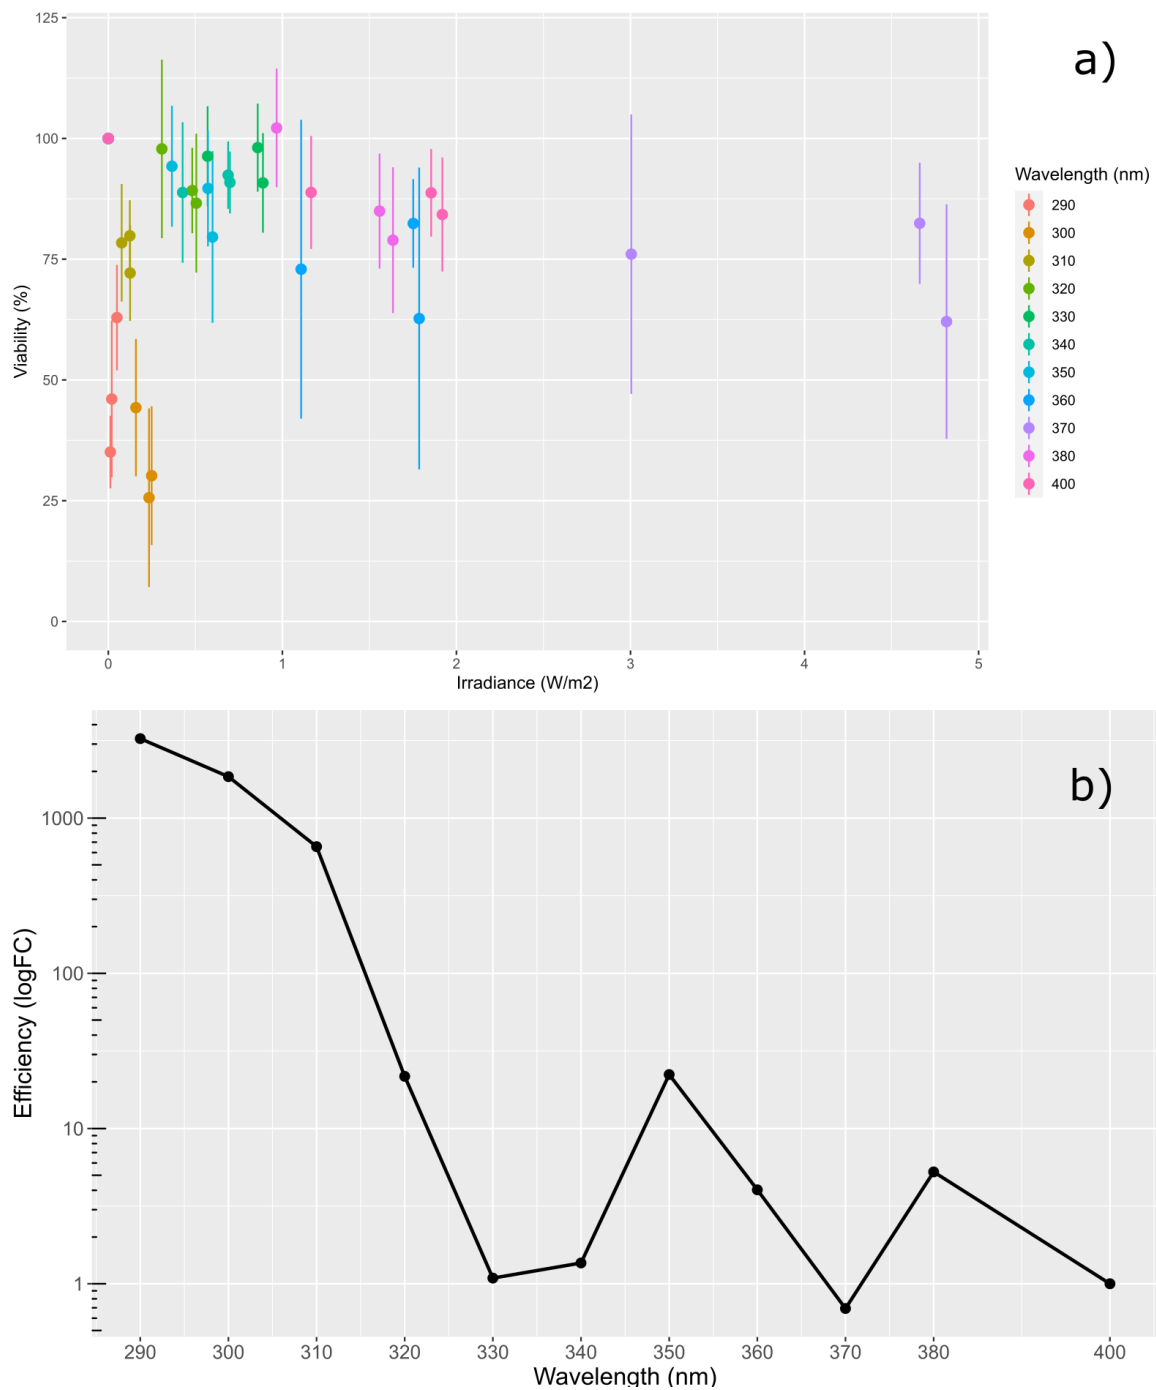 a)
125
100
75
50
25
0
Viability (%)
0 1 2 3 4 5
Irradiance (W/m2)
Wavelength (nm)
290
300
310
320
330
340
350
360
370
380
400
b)
1000
100
10
1
Efficiency (logFC)
290 300 310 320 330 340 350 360 370 380 400
Wavelength (nm)